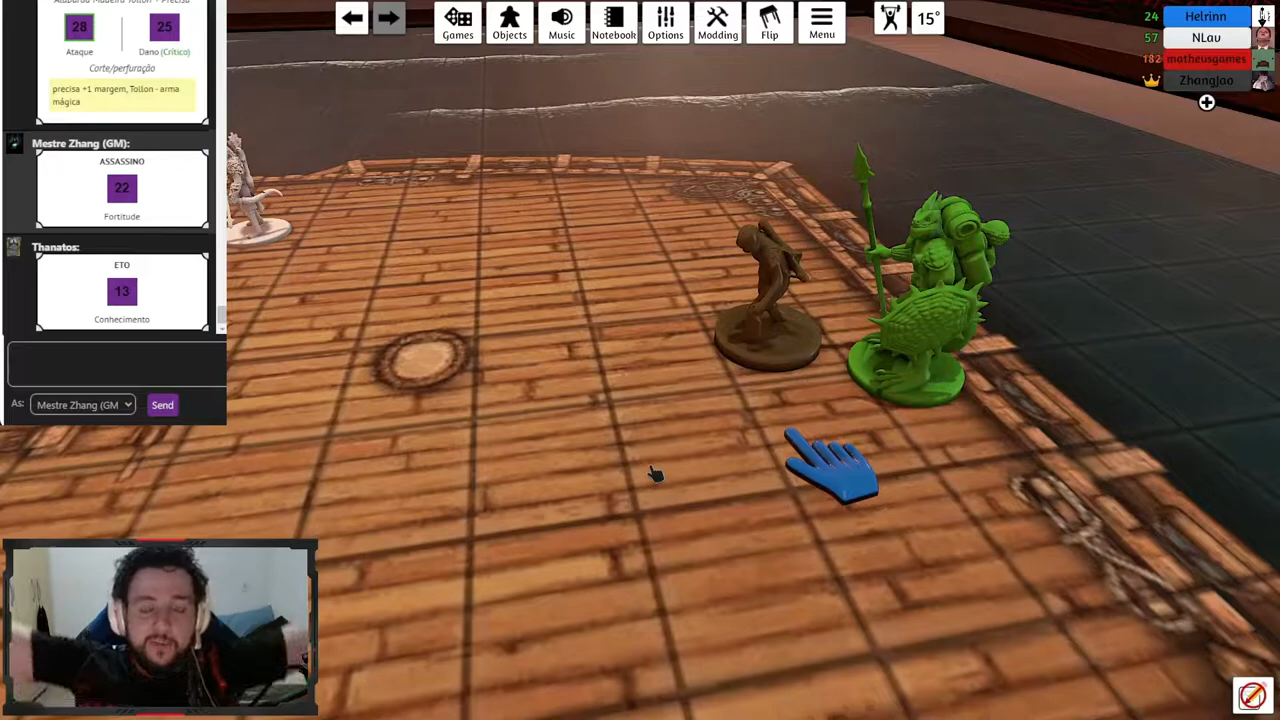 28
25
Ataque
Dano (Crítico)
Corte/perfuração
precisa +1 margem, Tollon - arma
mágica
Mestre Zhang (GM):
ASSASSINO
22
Fortitude
Thanatos:
ETO
13
Conhecimento
As:
Mestre Zhang (GM
Send
Games
Objects
Music
Notebook
Options
Modding
Flip
Menu
15°
24 Helrinn
57 NLav
182 matheusgames
ZhangJao